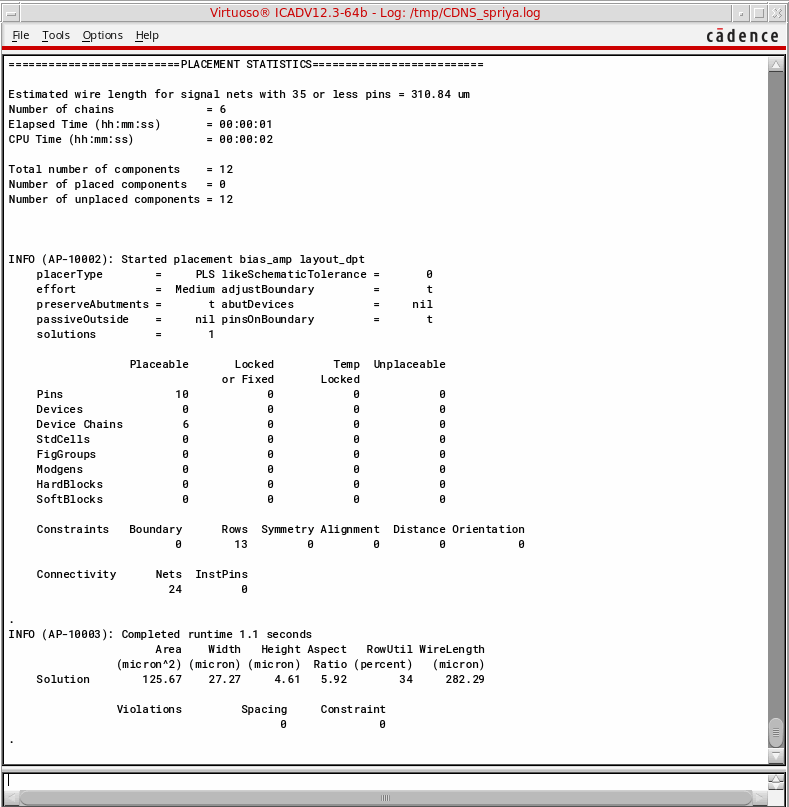 Virtuoso® ICADV12.3-64b - Log: /tmp/CDNS_spriya.log
File Tools Options Help
cādence
==========================PLACEMENT STATISTICS==========================
Estimated wire length for signal nets with 35 or less pins = 310.84 um
Number of chains = 6
Elapsed Time (hh:mm:ss) = 00:00:01
CPU Time (hh:mm:ss) = 00:00:02
Total number of components = 12
Number of placed components = 0
Number of unplaced components = 12
INFO (AP-10002): Started placement bias_amp layout_dpt
placerType = PLS likeSchematicTolerance = 0
effort = Medium adjustBoundary = t
preserveAbutments = t abutDevices = nil
passiveOutside = nil pinsOnBoundary = t
solutions = 1
Placeable Locked Temp Unplaceable
or Fixed Locked
Pins 10 0 0 0
Devices 0 0 0 0
Device Chains 6 0 0 0
StdCells 0 0 0 0
FigGroups 0 0 0 0
Modgens 0 0 0 0
HardBlocks 0 0 0 0
SoftBlocks 0 0 0 0
Constraints Boundary Rows Symmetry Alignment Distance Orientation
0 13 0 0 0 0
Connectivity Nets InstPins
24 0
.
INFO (AP-10003): Completed runtime 1.1 seconds
Area Width Height Aspect RowUtil WireLength
(micron^2) (micron) (micron) Ratio (percent) (micron)
Solution 125.67 27.27 4.61 5.92 34 282.29
Violations Spacing Constraint
0 0
.